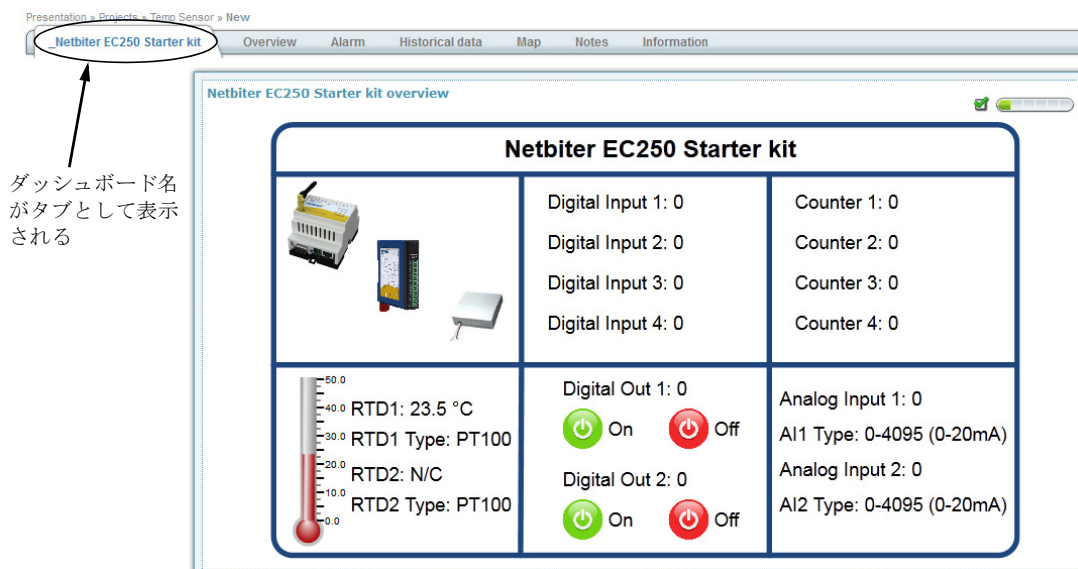 Presentation » Projects » Temp Sensor » New
_Netbiter EC250 Starter kit Overview Alarm Historical data Map Notes Information
ダッシュボード名
がタブとして表示
される
Netbiter EC250 Starter kit overview
Netbiter EC250 Starter kit
Digital Input 1: 0
Digital Input 2: 0
Digital Input 3: 0
Digital Input 4: 0
Counter 1: 0
Counter 2: 0
Counter 3: 0
Counter 4: 0
50.0
40.0
30.0
20.0
10.0
0.0
RTD1: 23.5 °C
RTD1 Type: PT100
RTD2: N/C
RTD2 Type: PT100
Digital Out 1: 0
On Off
Digital Out 2: 0
On Off
Analog Input 1: 0
AI1 Type: 0-4095 (0-20mA)
Analog Input 2: 0
AI2 Type: 0-4095 (0-20mA)